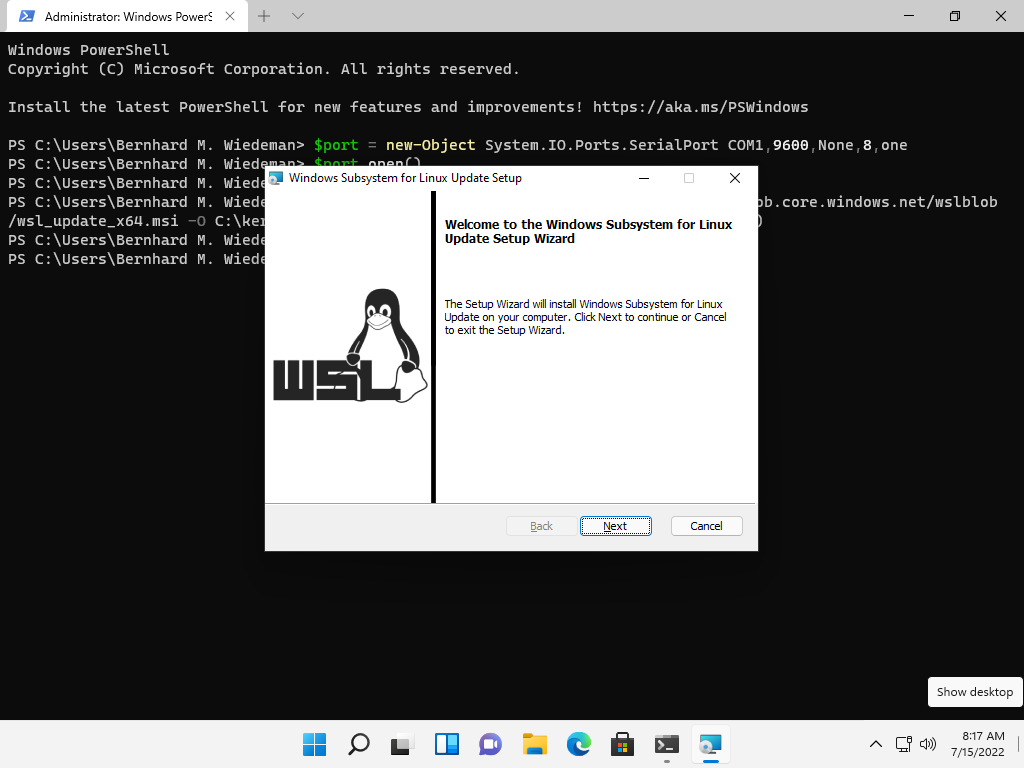 Administrator: Windows PowerS
Windows PowerShell
Copyright (C) Microsoft Corporation. All rights reserved.
Install the latest PowerShell for new features and improvements! https://aka.ms/PSWindows
PS C:\Users\Bernhard M. Wiedeman> $port = new-Object System.IO.Ports.SerialPort COM1,9600,None,8,one
PS C:\Users\Bernhard M. Wiedeman> $port.open()
PS C:\Users\Bernhard M. Wiede
PS C:\Users\Bernhard M. Wiede ob.core.windows.net/wslblob
/wsl_update_x64.msi -O C:\ker )
PS C:\Users\Bernhard M. Wiede
PS C:\Users\Bernhard M. Wiede
Windows Subsystem for Linux Update Setup
Welcome to the Windows Subsystem for Linux
Update Setup Wizard
The Setup Wizard will install Windows Subsystem for Linux
Update on your computer. Click Next to continue or Cancel
to exit the Setup Wizard.
WSL
Back Next Cancel
Show desktop
8:17 AM
7/15/2022